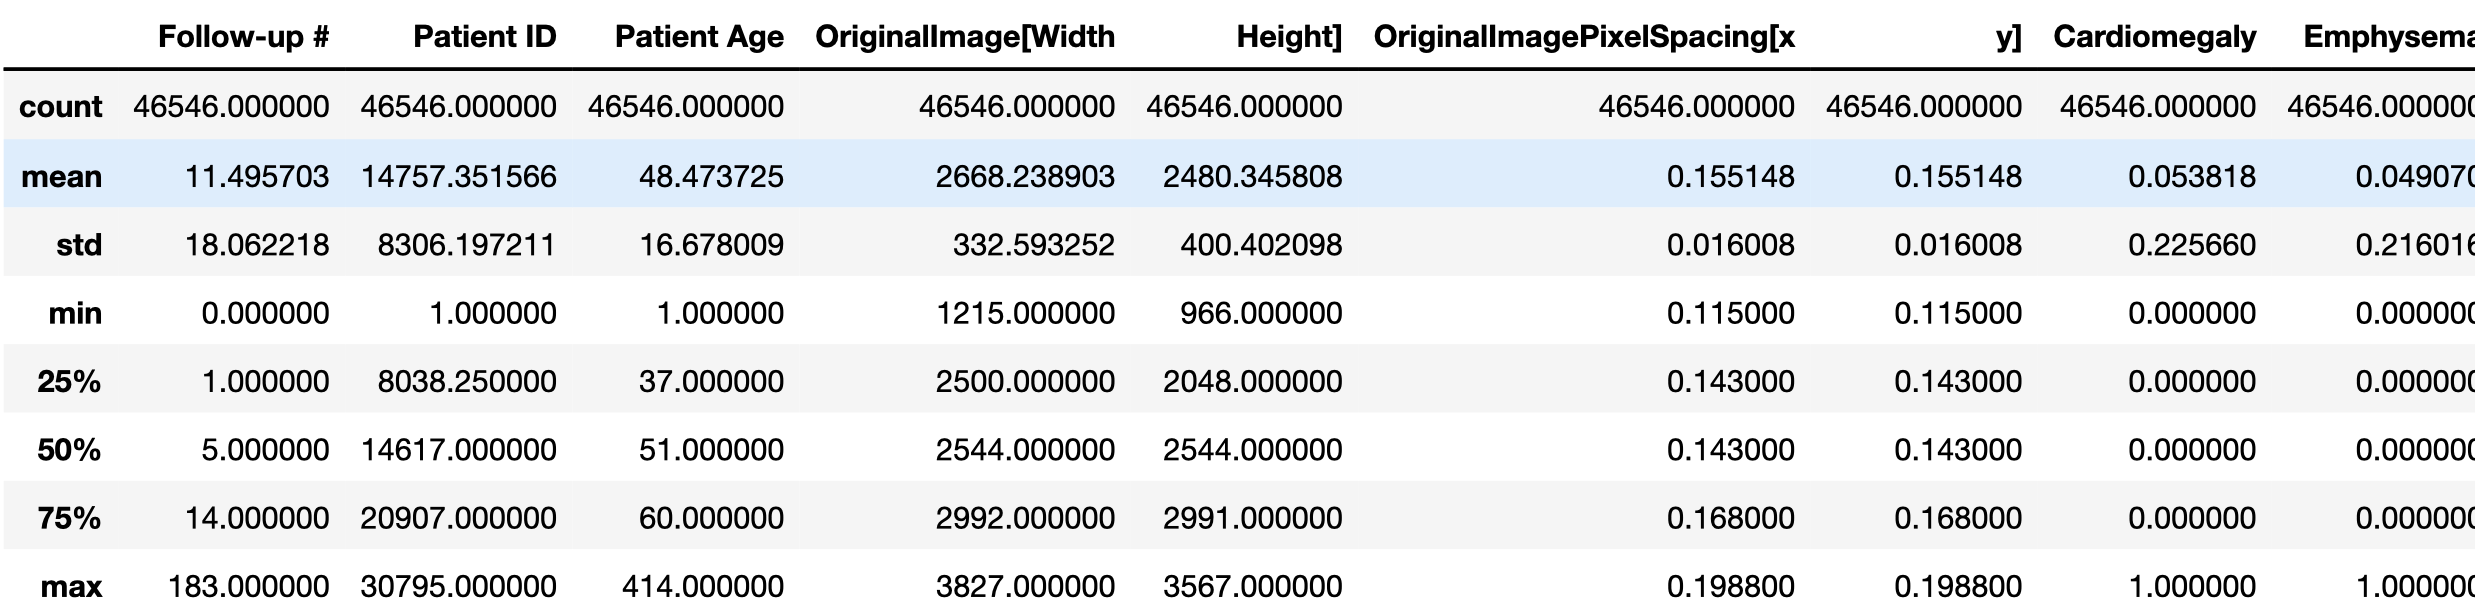 Follow-up # Patient ID Patient Age OriginalImage[Width Height] OriginalImagePixelSpacing[x y] Cardiomegaly Emphysema
count 46546.000000 46546.000000 46546.000000 46546.000000 46546.000000 46546.000000 46546.000000 46546.000000 46546.000000
mean 11.495703 14757.351566 48.473725 2668.238903 2480.345808 0.155148 0.155148 0.053818 0.049070
std 18.062218 8306.197211 16.678009 332.593252 400.402098 0.016008 0.016008 0.225660 0.216016
min 0.000000 1.000000 1.000000 1215.000000 966.000000 0.115000 0.115000 0.000000 0.000000
25% 1.000000 8038.250000 37.000000 2500.000000 2048.000000 0.143000 0.143000 0.000000 0.000000
50% 5.000000 14617.000000 51.000000 2544.000000 2544.000000 0.143000 0.143000 0.000000 0.000000
75% 14.000000 20907.000000 60.000000 2992.000000 2991.000000 0.168000 0.168000 0.000000 0.000000
max 183.000000 30795.000000 414.000000 3827.000000 3567.000000 0.198800 0.198800 1.000000 1.000000